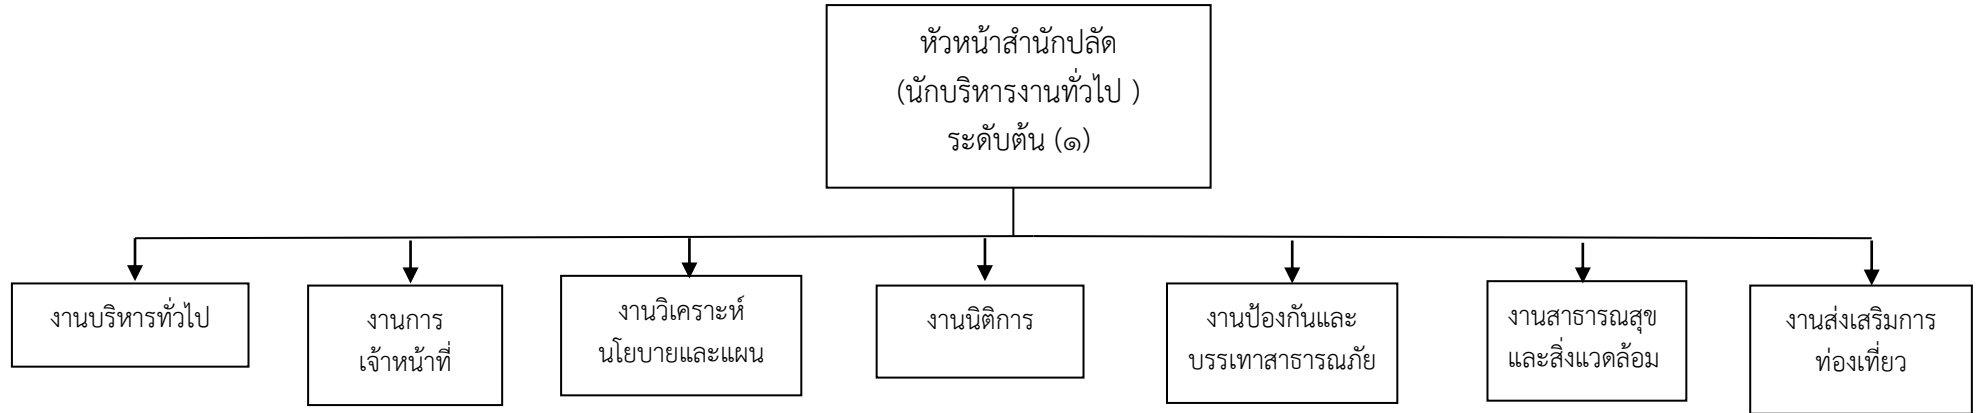 หัวหน้าสำนักปลัด
(นักบริหารงานทั่วไป )
ระดับต้น (๑)
งานบริหารทั่วไป
งานการ
เจ้าหน้าที่
งานวิเคราะห์
นโยบายและแผน
งานนิติการ
งานป้องกันและ
บรรเทาสาธารณภัย
งานสาธารณสุข
และสิ่งแวดล้อม
งานส่งเสริมการ
ท่องเที่ยว